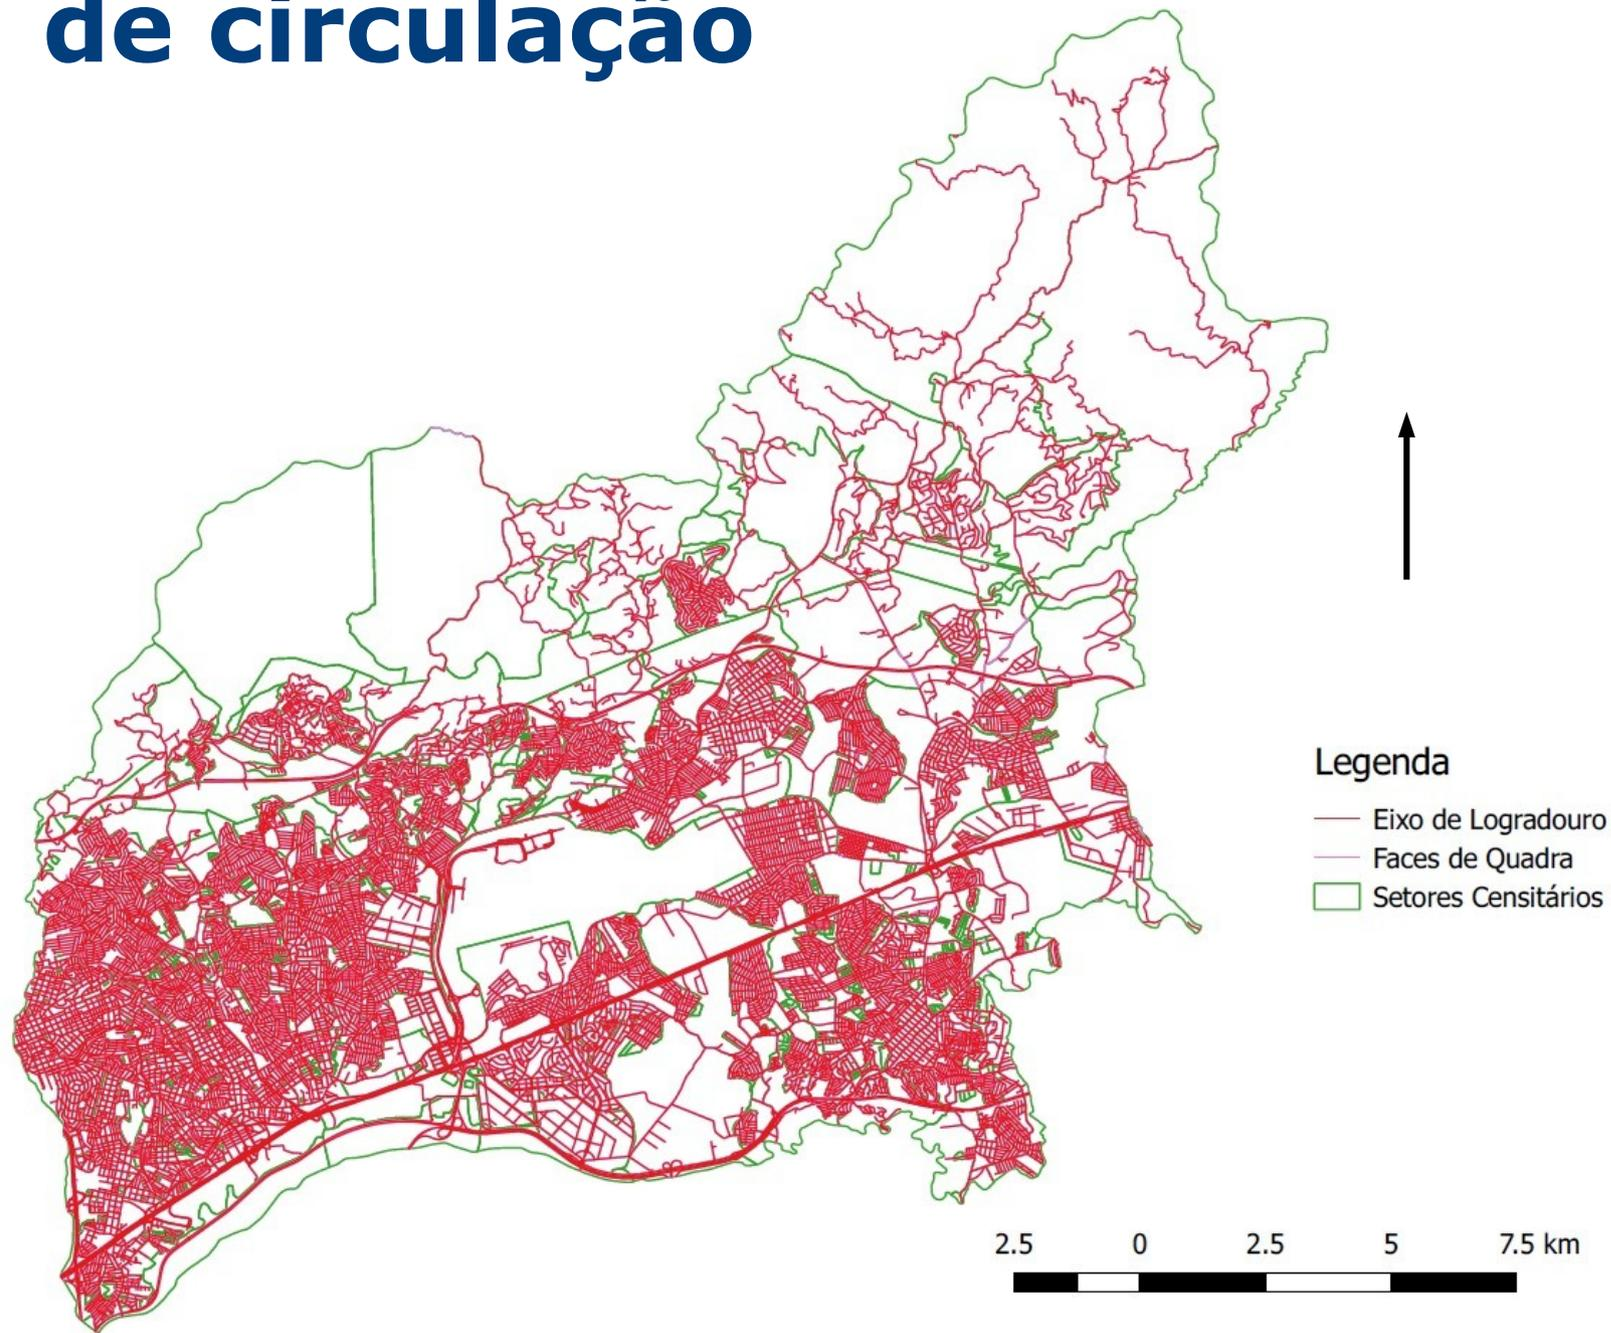 de circulação
Legenda
Eixo de Logradouro
Faces de Quadra
Setores Censitários
2.5 0 2.5 5 7.5 km